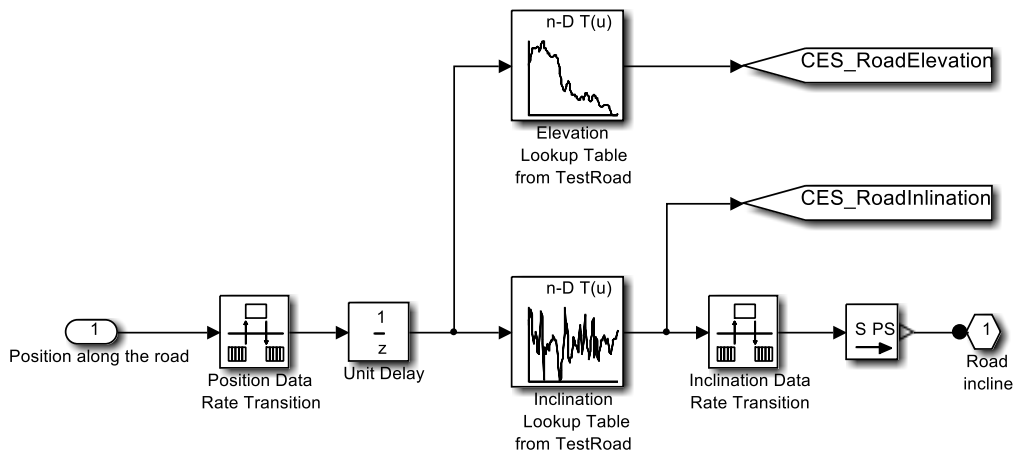 n-D T(u)
CES_RoadElevation
Elevation
Lookup Table
from TestRoad
CES_RoadInlination
n-D T(u)
1
Position along the road
Position Data
Rate Transition
1
z
Unit Delay
Inclination
Lookup Table
from TestRoad
Inclination Data
Rate Transition
S PS
1
Road
incline